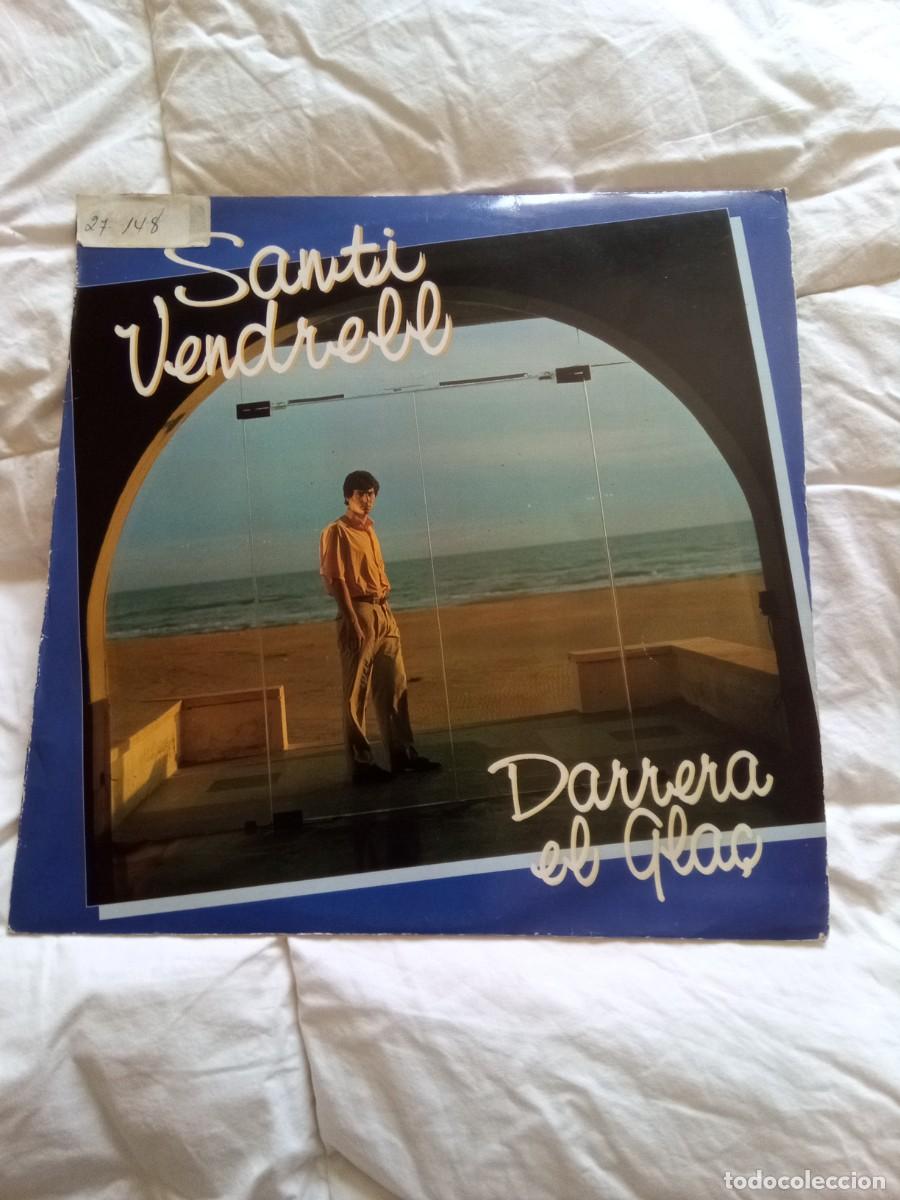 27 148
Santi
Vendrell
Darrera
el Glaç
todocoleccion